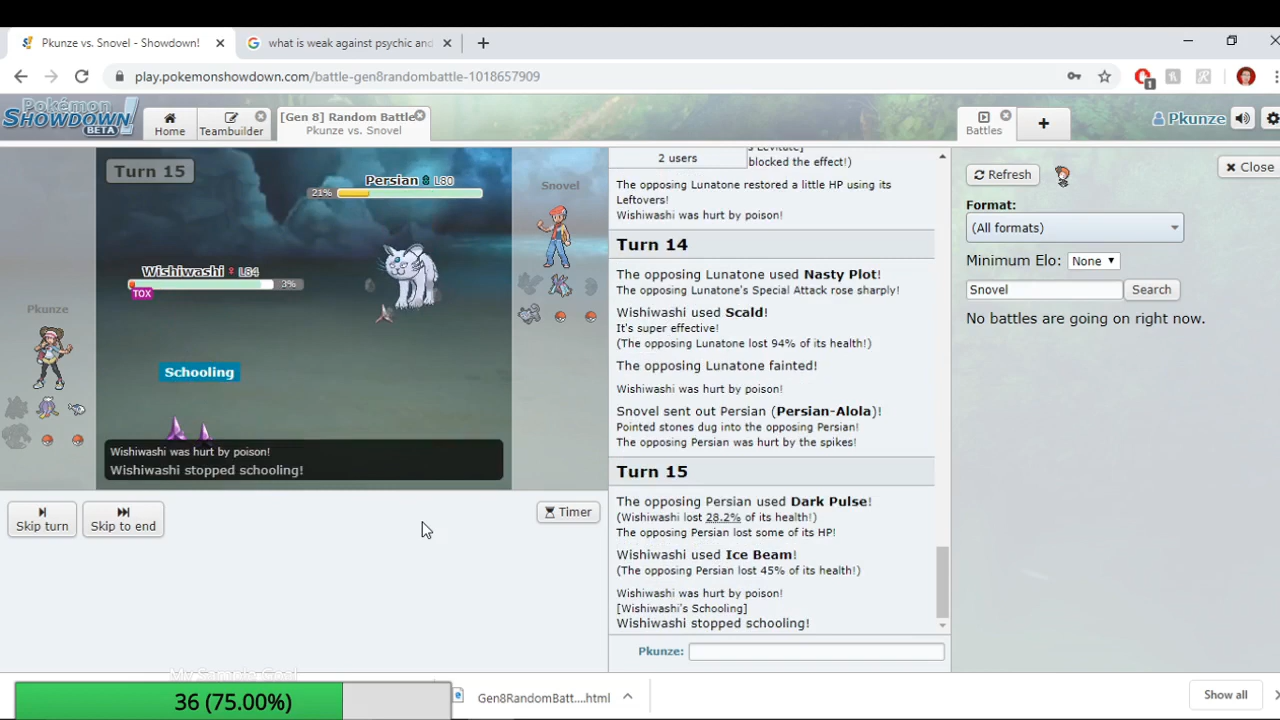 Pkunze vs. Snovel - Showdown!
what is weak against psychic and
play.pokemonshowdown.com/battle-gen8randombattle-1018657909
1
Pokémon
SHOWDOWN!
BETA
Home
Teambuilder
[Gen 8] Random Battle
Pkunze vs. Snovel
Battles
Pkunze
Turn 15
Persian L80
21%
Wishiwashi L84
3%
TOX
Pkunze
Snovel
Schooling
Wishiwashi was hurt by poison!
Wishiwashi stopped schooling!
Skip turn
Skip to end
Timer
2 users
s Levitate]
blocked the effect!)
The opposing Lunatone restored a little HP using its
Leftovers!
Wishiwashi was hurt by poison!
Turn 14
The opposing Lunatone used Nasty Plot!
The opposing Lunatone's Special Attack rose sharply!
Wishiwashi used Scald!
It's super effective!
(The opposing Lunatone lost 94% of its health!)
The opposing Lunatone fainted!
Wishiwashi was hurt by poison!
Snovel sent out Persian (Persian-Alola)!
Pointed stones dug into the opposing Persian!
The opposing Persian was hurt by the spikes!
Turn 15
The opposing Persian used Dark Pulse!
(Wishiwashi lost 28.2% of its health!)
The opposing Persian lost some of its HP!
Wishiwashi used Ice Beam!
(The opposing Persian lost 45% of its health!)
Wishiwashi was hurt by poison!
[Wishiwashi's Schooling]
Wishiwashi stopped schooling!
Pkunze:
Refresh
Close
Format:
(All formats)
Minimum Elo: None
Snovel
Search
No battles are going on right now.
My Sample Goal
36 (75.00%)
Gen8RandomBatt....html
Show all